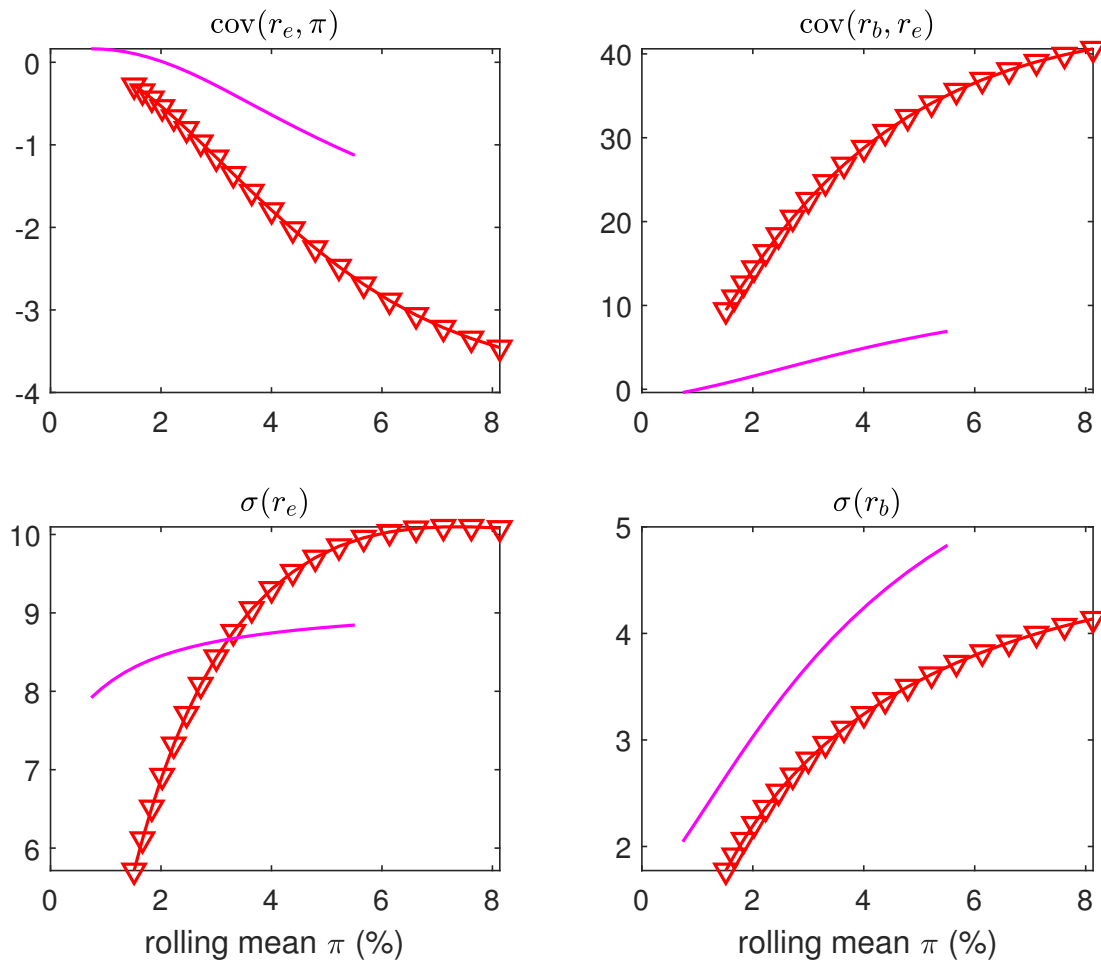 cov(r_e, π)
0
-1
-2
-3
-4
0 2 4 6 8
cov(r_b, r_e)
40
30
20
10
0
0 2 4 6 8
σ(r_e)
10
9
8
7
6
0 2 4 6 8
rolling mean π (%)
σ(r_b)
5
4
3
2
0 2 4 6 8
rolling mean π (%)